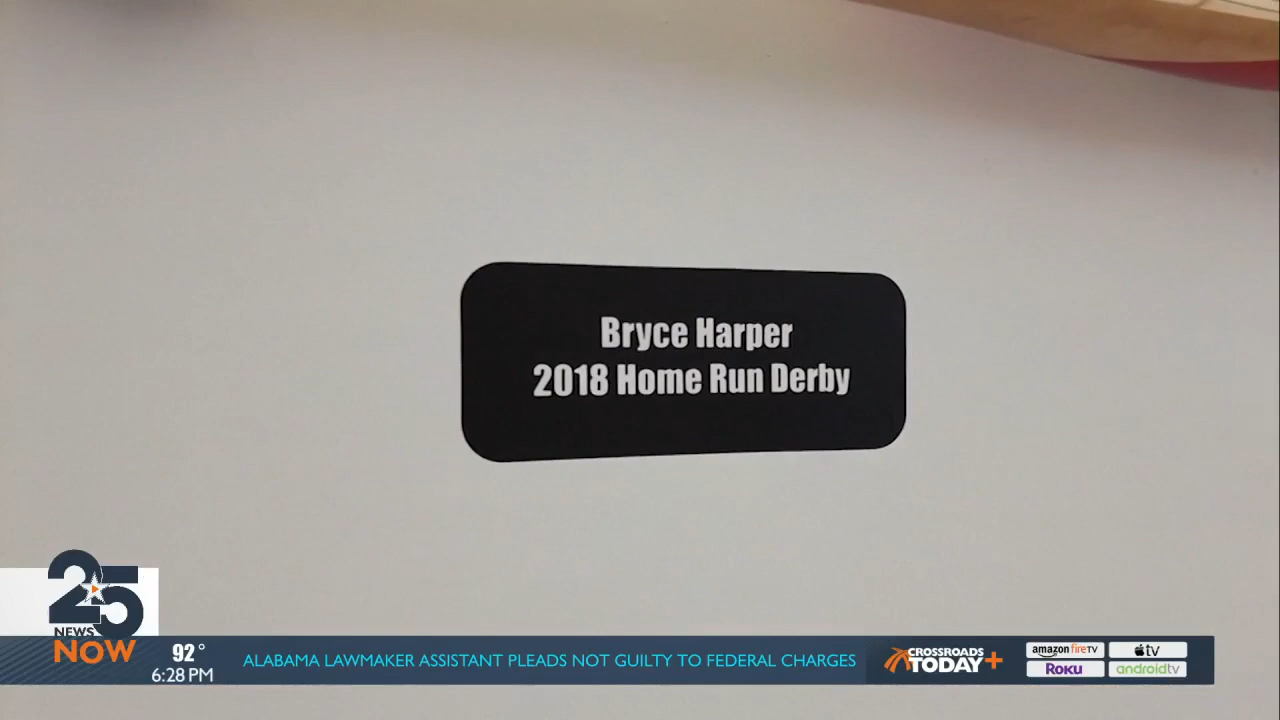 Bryce Harper
2018 Home Run Derby
25
NEWS
NOW
92°
6:28 PM
ALABAMA LAWMAKER ASSISTANT PLEADS NOT GUILTY TO FEDERAL CHARGES
CROSSROADS
TODAY+
amazon fireTV
tv
Roku
androidtv